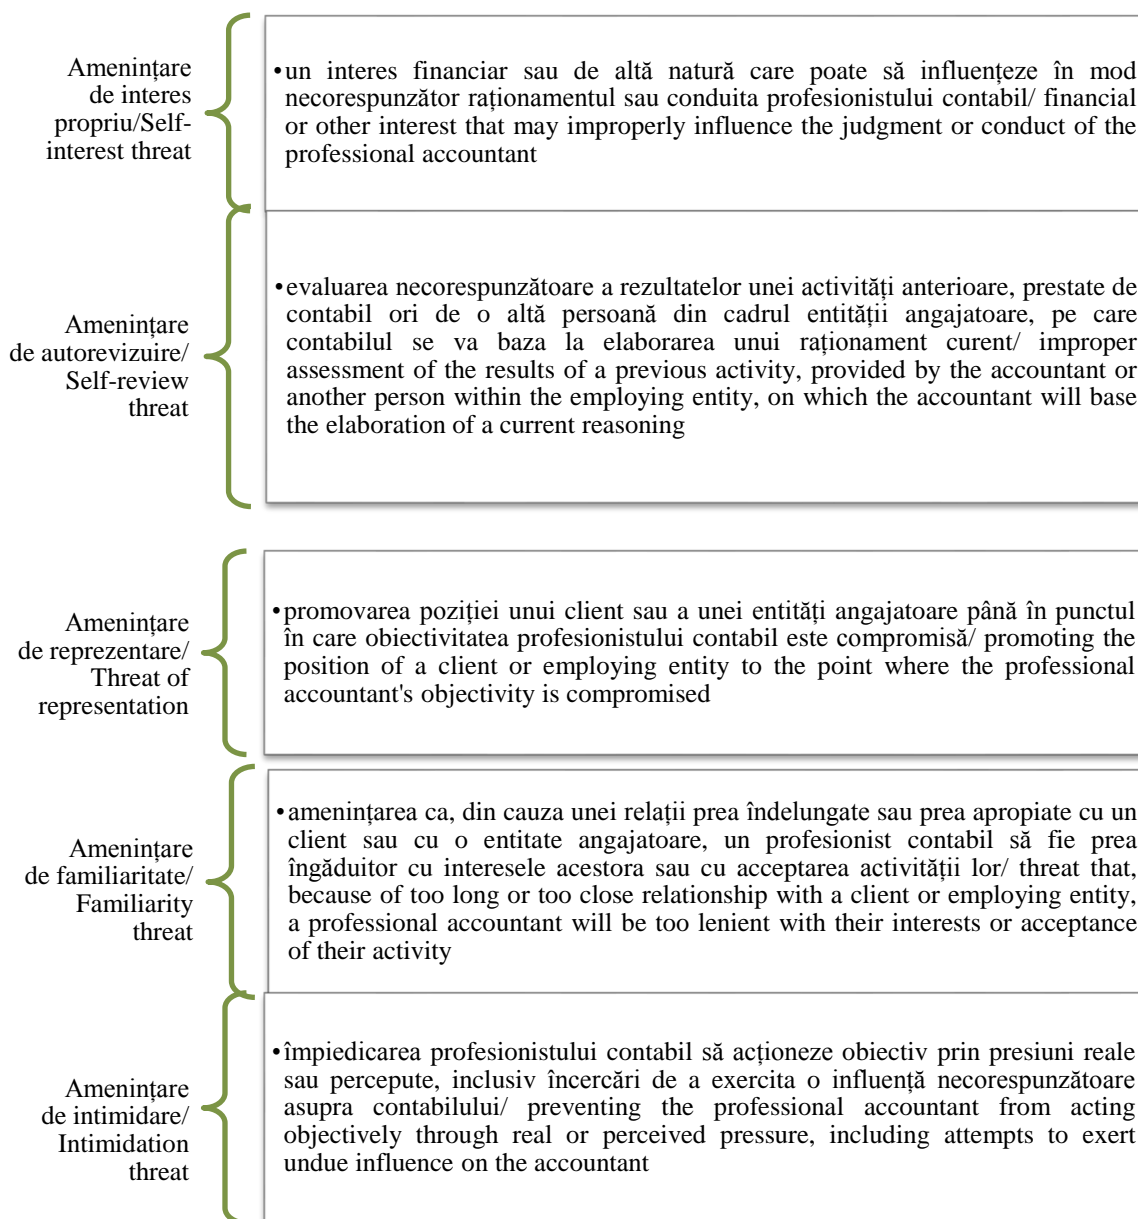 Amenințare
de interes
propriu/Self-
interest threat
•un interes financiar sau de altă natură care poate să influențeze în mod
necorespunzător raționamentul sau conduita profesionistului contabil/ financial
or other interest that may improperly influence the judgment or conduct of the
professional accountant
Amenințare
de autorevizuire/
Self-review
threat
•evaluarea necorespunzătoare a rezultatelor unei activități anterioare, prestate de
contabil ori de o altă persoană din cadrul entității angajatoare, pe care
contabilul se va baza la elaborarea unui raționament curent/ improper
assessment of the results of a previous activity, provided by the accountant or
another person within the employing entity, on which the accountant will base
the elaboration of a current reasoning
Amenințare
de reprezentare/
Threat of
representation
•promovarea poziției unui client sau a unei entități angajatoare până în punctul
în care obiectivitatea profesionistului contabil este compromisă/ promoting the
position of a client or employing entity to the point where the professional
accountant's objectivity is compromised
Amenințare
de familiaritate/
Familiarity
threat
•amenințarea ca, din cauza unei relații prea îndelungate sau prea apropiate cu un
client sau cu o entitate angajatoare, un profesionist contabil să fie prea
îngăduitor cu interesele acestora sau cu acceptarea activității lor/ threat that,
because of too long or too close relationship with a client or employing entity,
a professional accountant will be too lenient with their interests or acceptance
of their activity
Amenințare
de intimidare/
Intimidation
threat
•împiedicarea profesionistului contabil să acționeze obiectiv prin presiuni reale
sau percepute, inclusiv încercări de a exercita o influență necorespunzătoare
asupra contabilului/ preventing the professional accountant from acting
objectively through real or perceived pressure, including attempts to exert
undue influence on the accountant